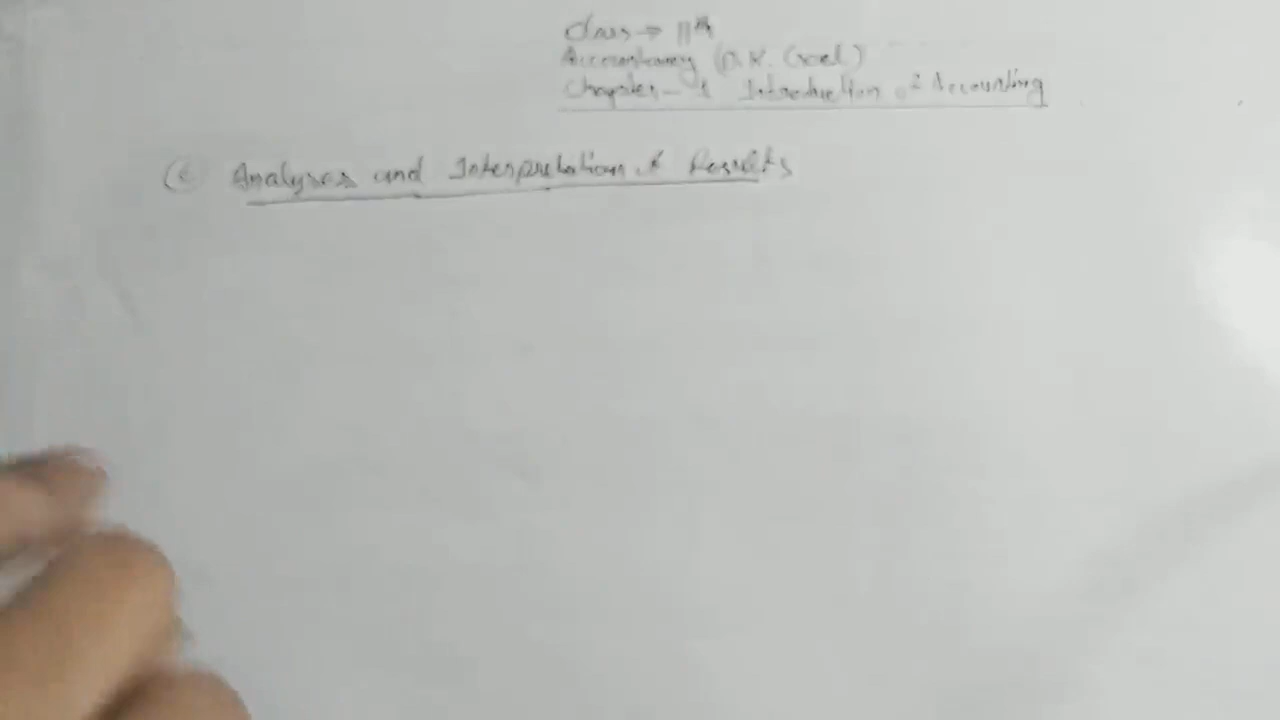 Class → 11th
Accountancy (D.K. Goel)
Chapter - 1 Introduction of Accounting
Analyses and Interpretation of Results